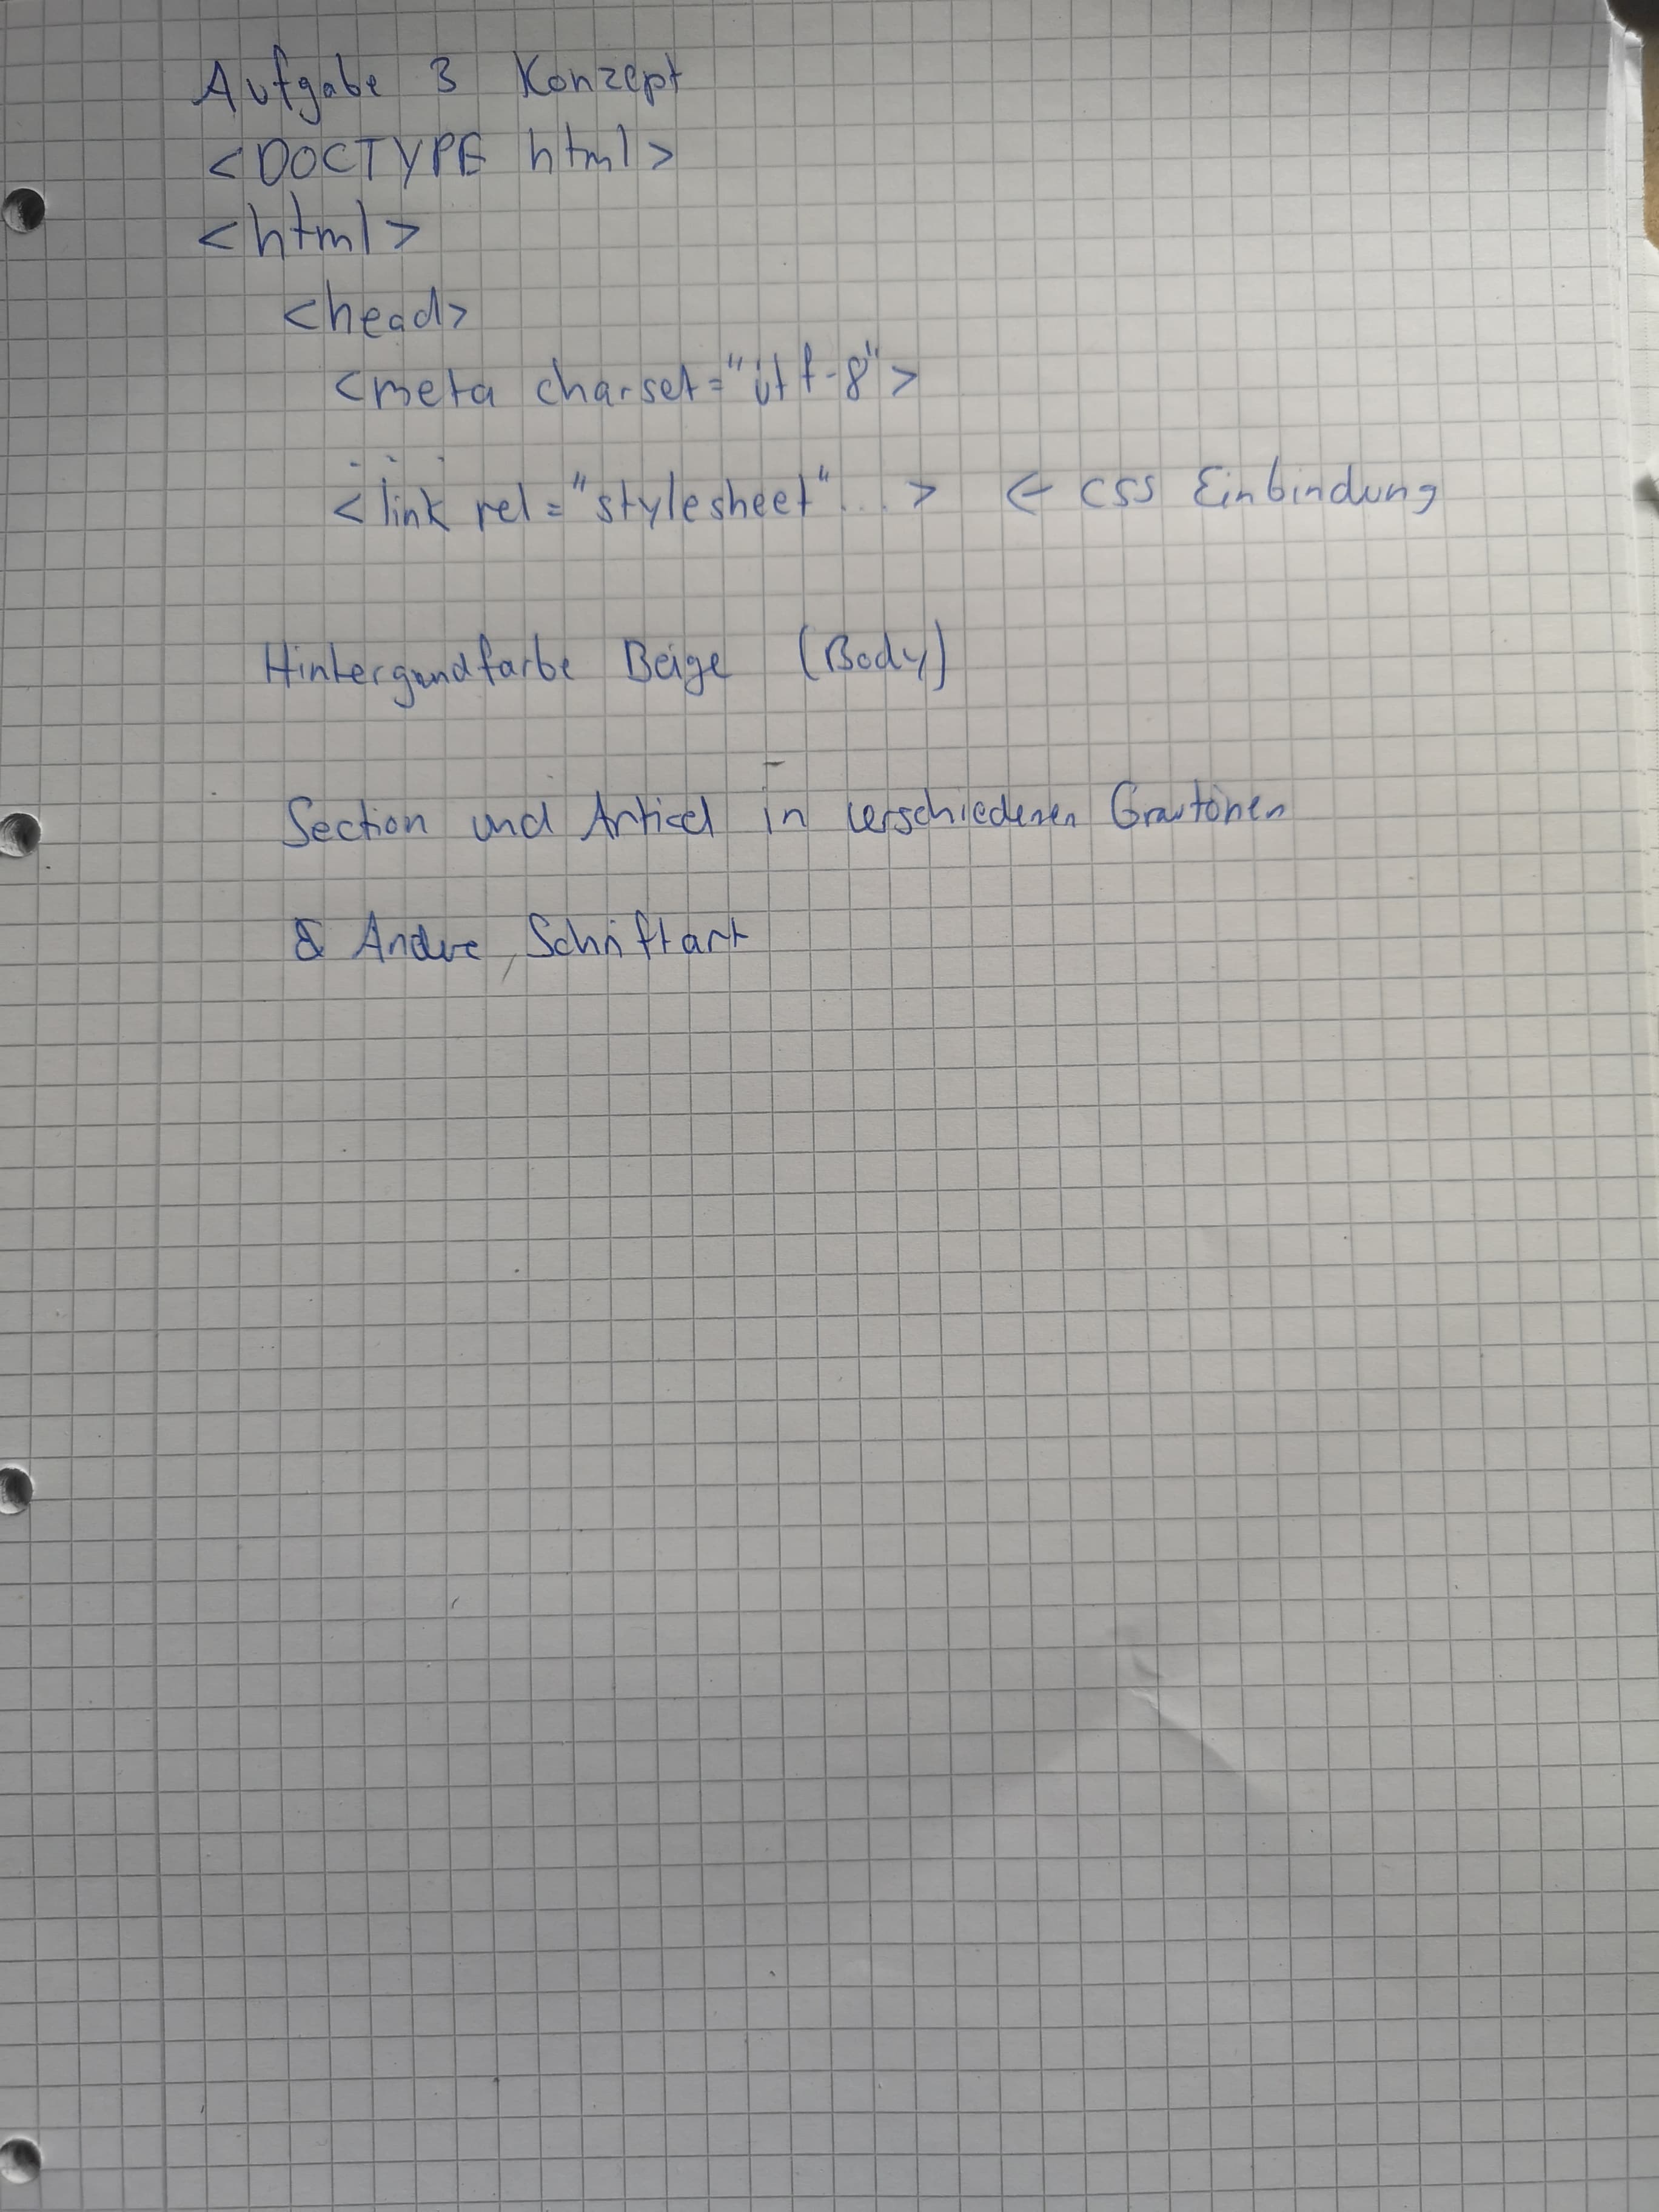 Aufgabe 3 Konzept
<DOCTYPE html>
<html>
<head>
<meta charset="utf-8">
. . .
<link rel="stylesheet"...> ← CSS Einbindung
Hintergrundfarbe Beige (Body)
Section und Articel in verschiedenen Grautönen
& Andere Schriftart